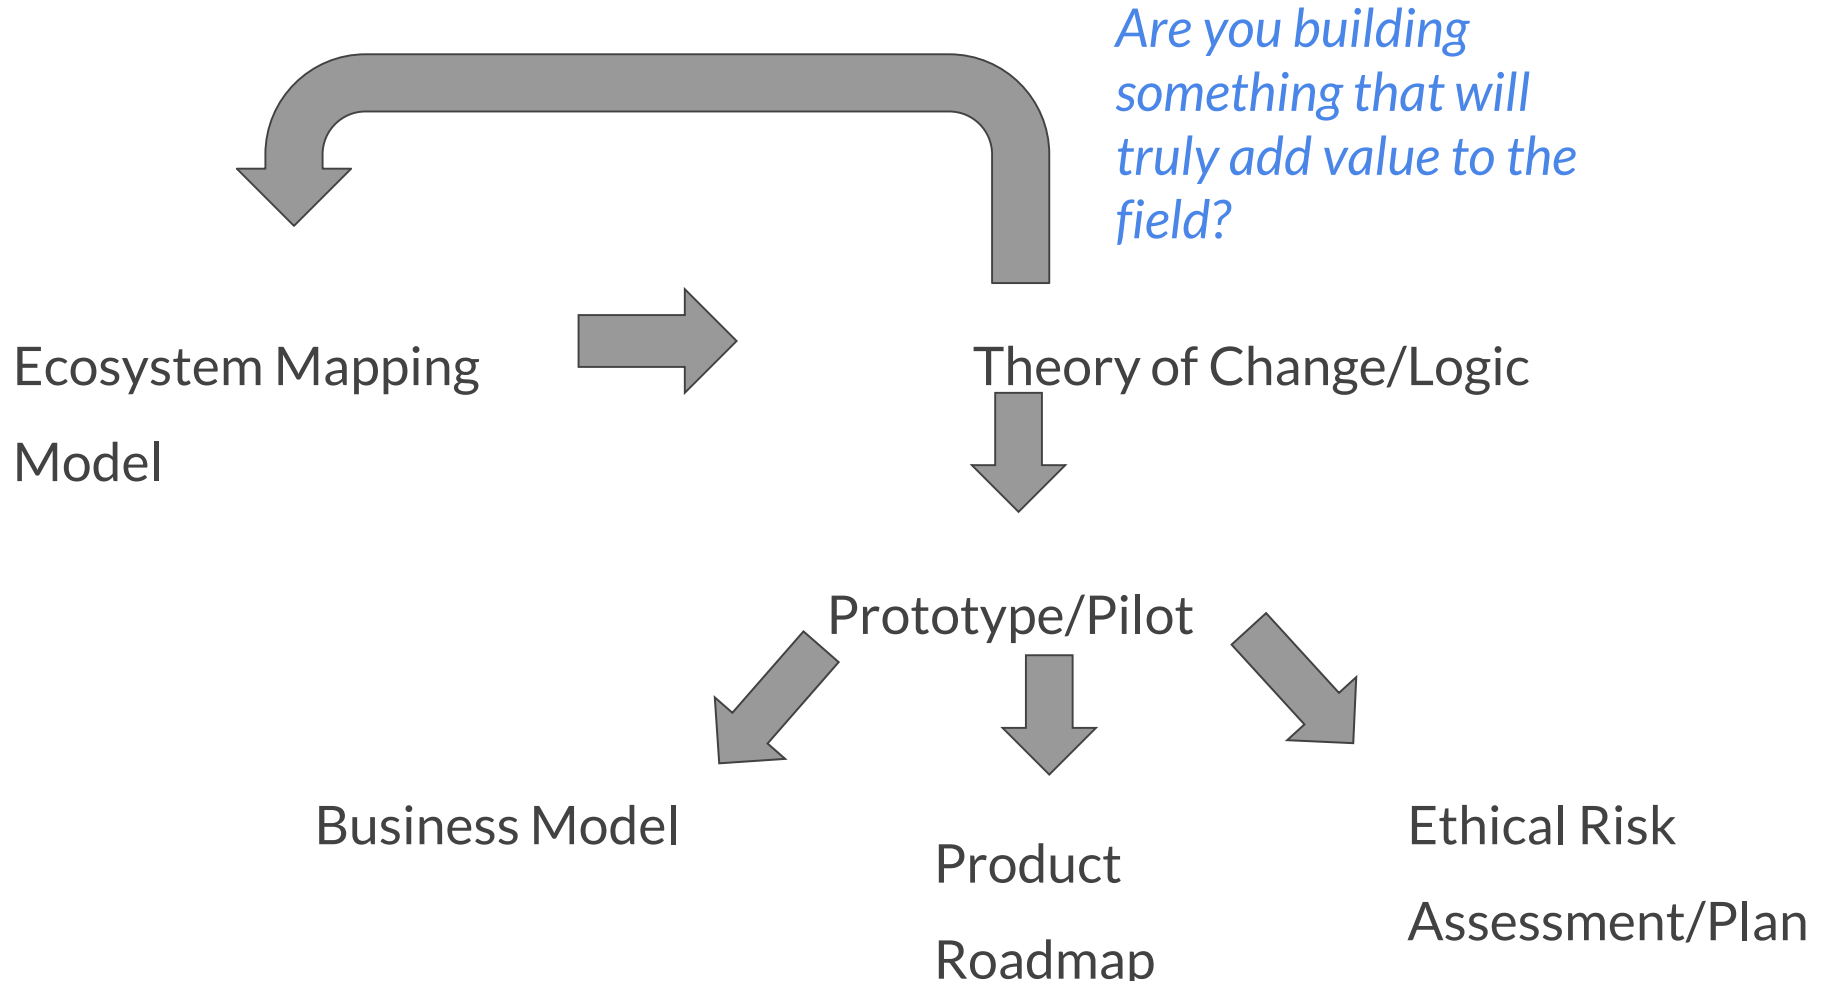 Are you building
something that will
truly add value to the
field?
Ecosystem Mapping
Theory of Change/Logic
Model
Prototype/Pilot
Business Model
Product
Roadmap
Ethical Risk
Assessment/Plan